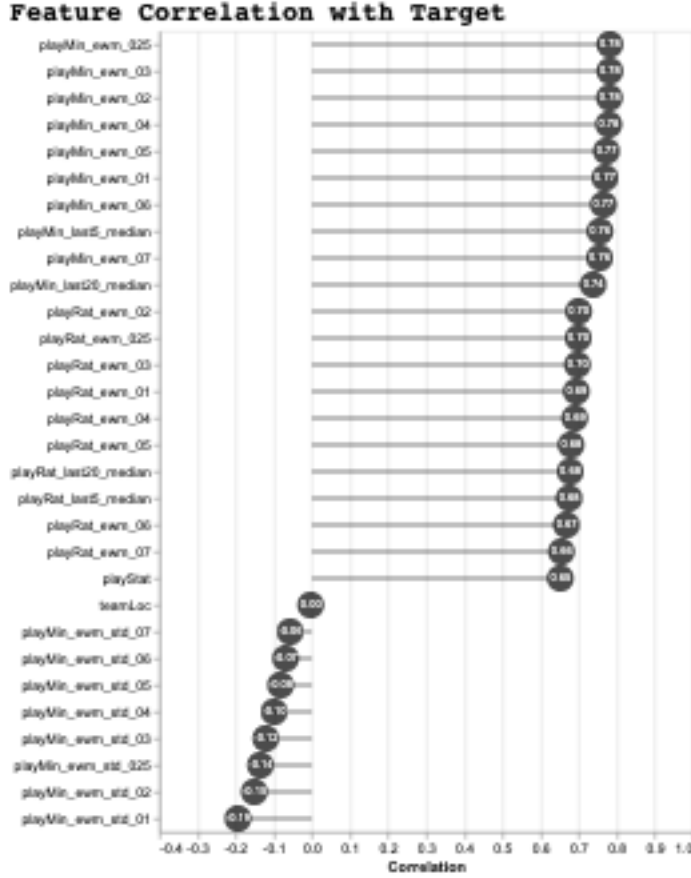 Feature Correlation with Target
playMin_ewm_025 0.78
playMin_ewm_03 0.78
playMin_ewm_02 0.78
playMin_ewm_04 0.78
playMin_ewm_05 0.77
playMin_ewm_01 0.77
playMin_ewm_06 0.77
playMin_last5_median 0.76
playMin_ewm_07 0.76
playMin_last20_median 0.74
playRat_ewm_02 0.70
playRat_ewm_025 0.70
playRat_ewm_03 0.70
playRat_ewm_01 0.69
playRat_ewm_04 0.69
playRat_ewm_05 0.68
playRat_last20_median 0.68
playRat_last5_median 0.68
playRat_ewm_06 0.67
playRat_ewm_07 0.66
playStat 0.65
teamLoc 0.00
playMin_ewm_std_07 -0.06
playMin_ewm_std_06 -0.07
playMin_ewm_std_05
playMin_ewm_std_04 -0.10
playMin_ewm_std_03 -0.12
playMin_ewm_std_025 -0.14
playMin_ewm_std_02 -0.15
playMin_ewm_std_01 -0.19
-0.4 -0.3 -0.2 -0.1 0.0 0.1 0.2 0.3 0.4 0.5 0.6 0.7 0.8 0.9 1.0
Correlation